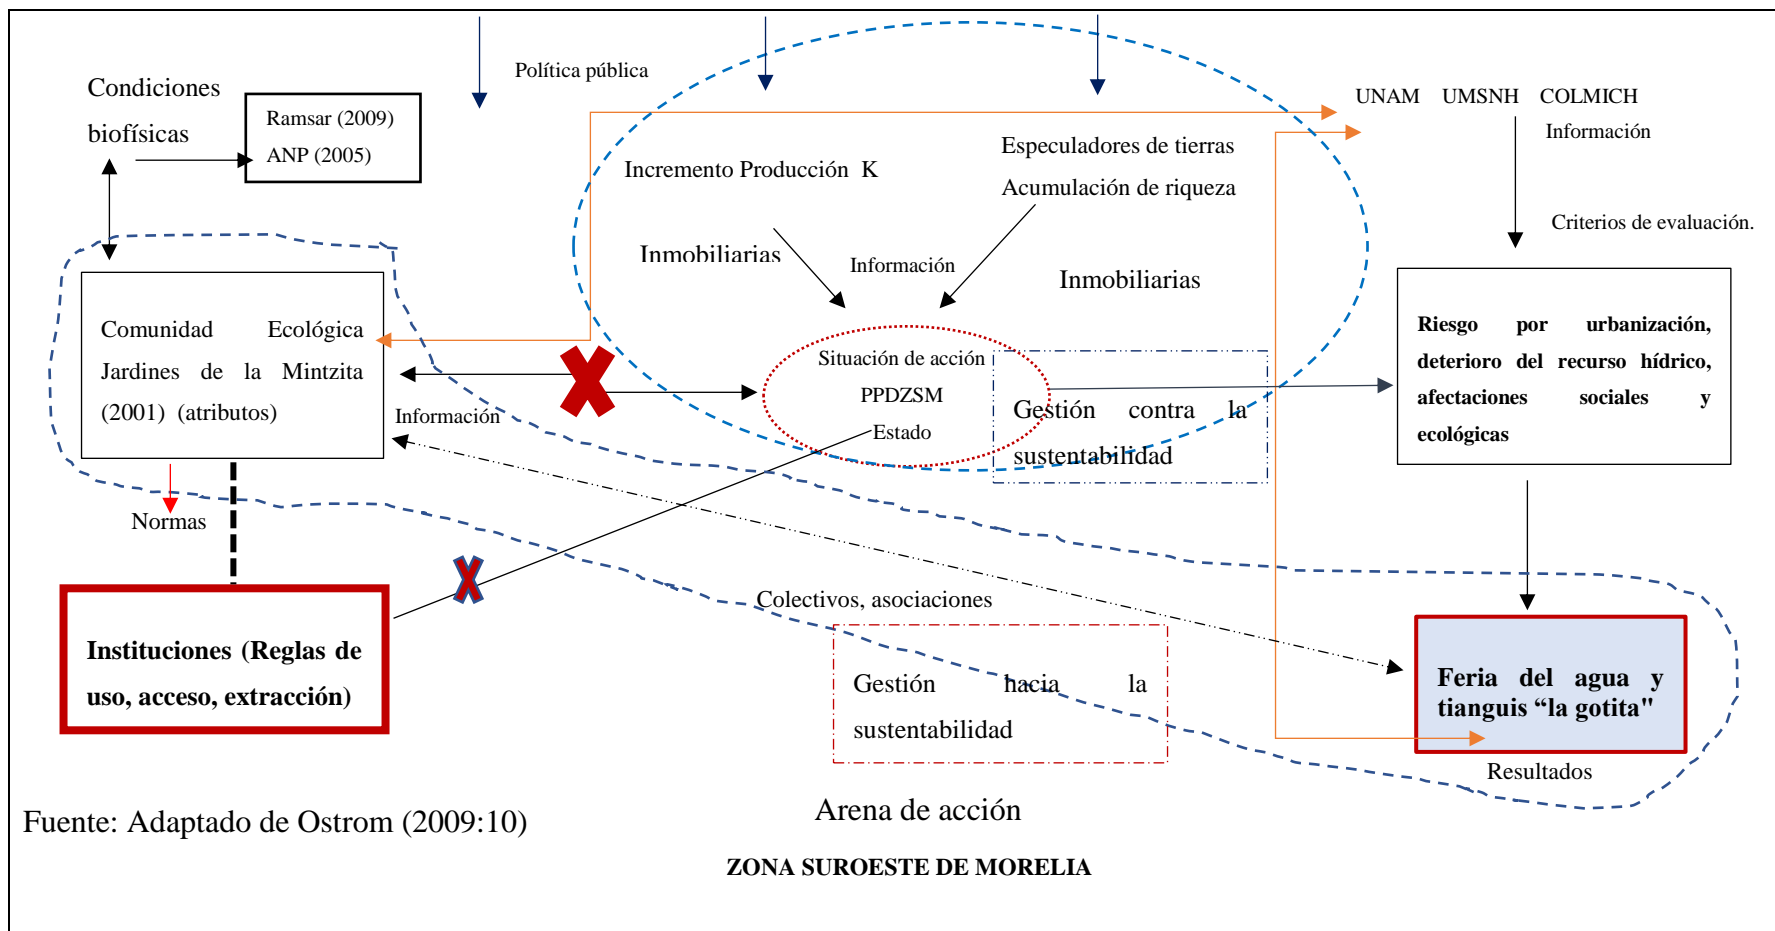 Política pública
Condiciones
biofísicas
Ramsar (2009)
ANP (2005)
UNAM UMSNH COLMICH
Información
Incremento Producción K
Especuladores de tierras
Acumulación de riqueza
Criterios de evaluación.
Inmobiliarias
Información
Inmobiliarias
Comunidad Ecológica
Jardines de la Mintzita
(2001) (atributos)
Información
Situación de acción
PPDZSM
Estado
Gestión contra la
sustentabilidad
Riesgo por urbanización,
deterioro del recurso hídrico,
afectaciones sociales y
ecológicas
Normas
Instituciones (Reglas de
uso, acceso, extracción)
Colectivos, asociaciones
Gestión hacia la
sustentabilidad
Feria del agua y
tianguis “la gotita"
Resultados
Arena de acción
Fuente: Adaptado de Ostrom (2009:10)
ZONA SUROESTE DE MORELIA